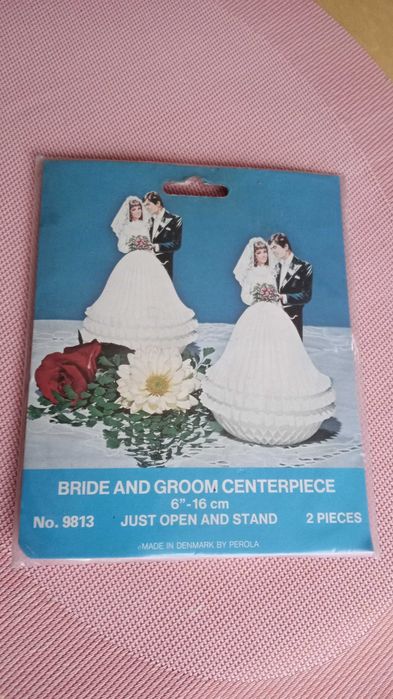 BRIDE AND GROOM CENTERPIECE
6"-16 cm
No. 9813 JUST OPEN AND STAND 2 PIECES
MADE IN DENMARK BY PEROLA